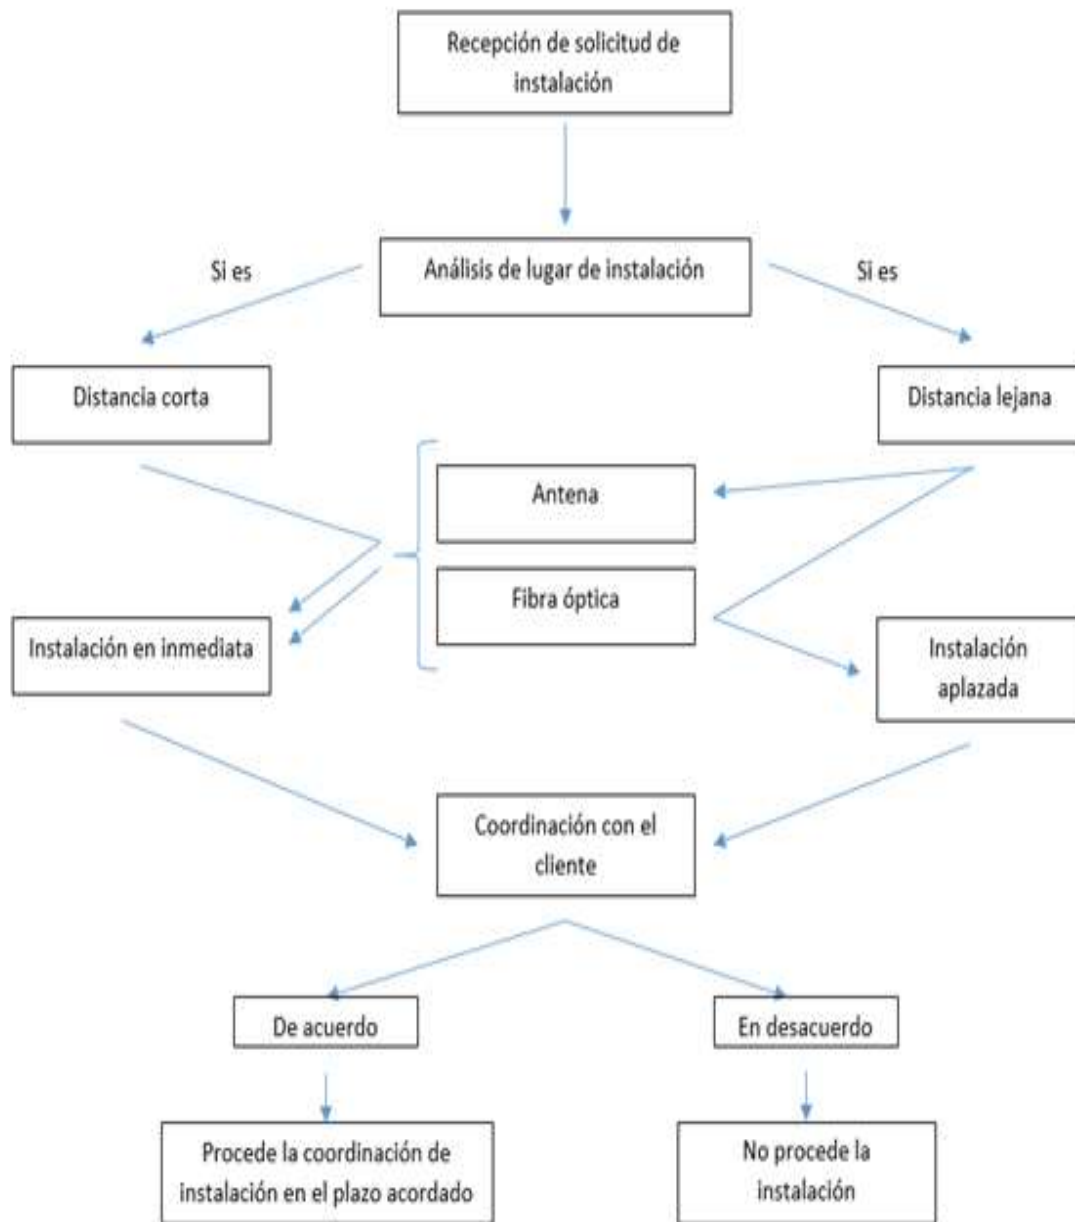 Recepción de solicitud de
instalación
Análisis de lugar de instalación
Si es
Si es
Distancia corta
Distancia lejana
Antena
Fibra óptica
Instalación en inmediata
Instalación
aplazada
Coordinación con el
cliente
De acuerdo
En desacuerdo
Procede la coordinación de
instalación en el plazo acordado
No procede la
instalación